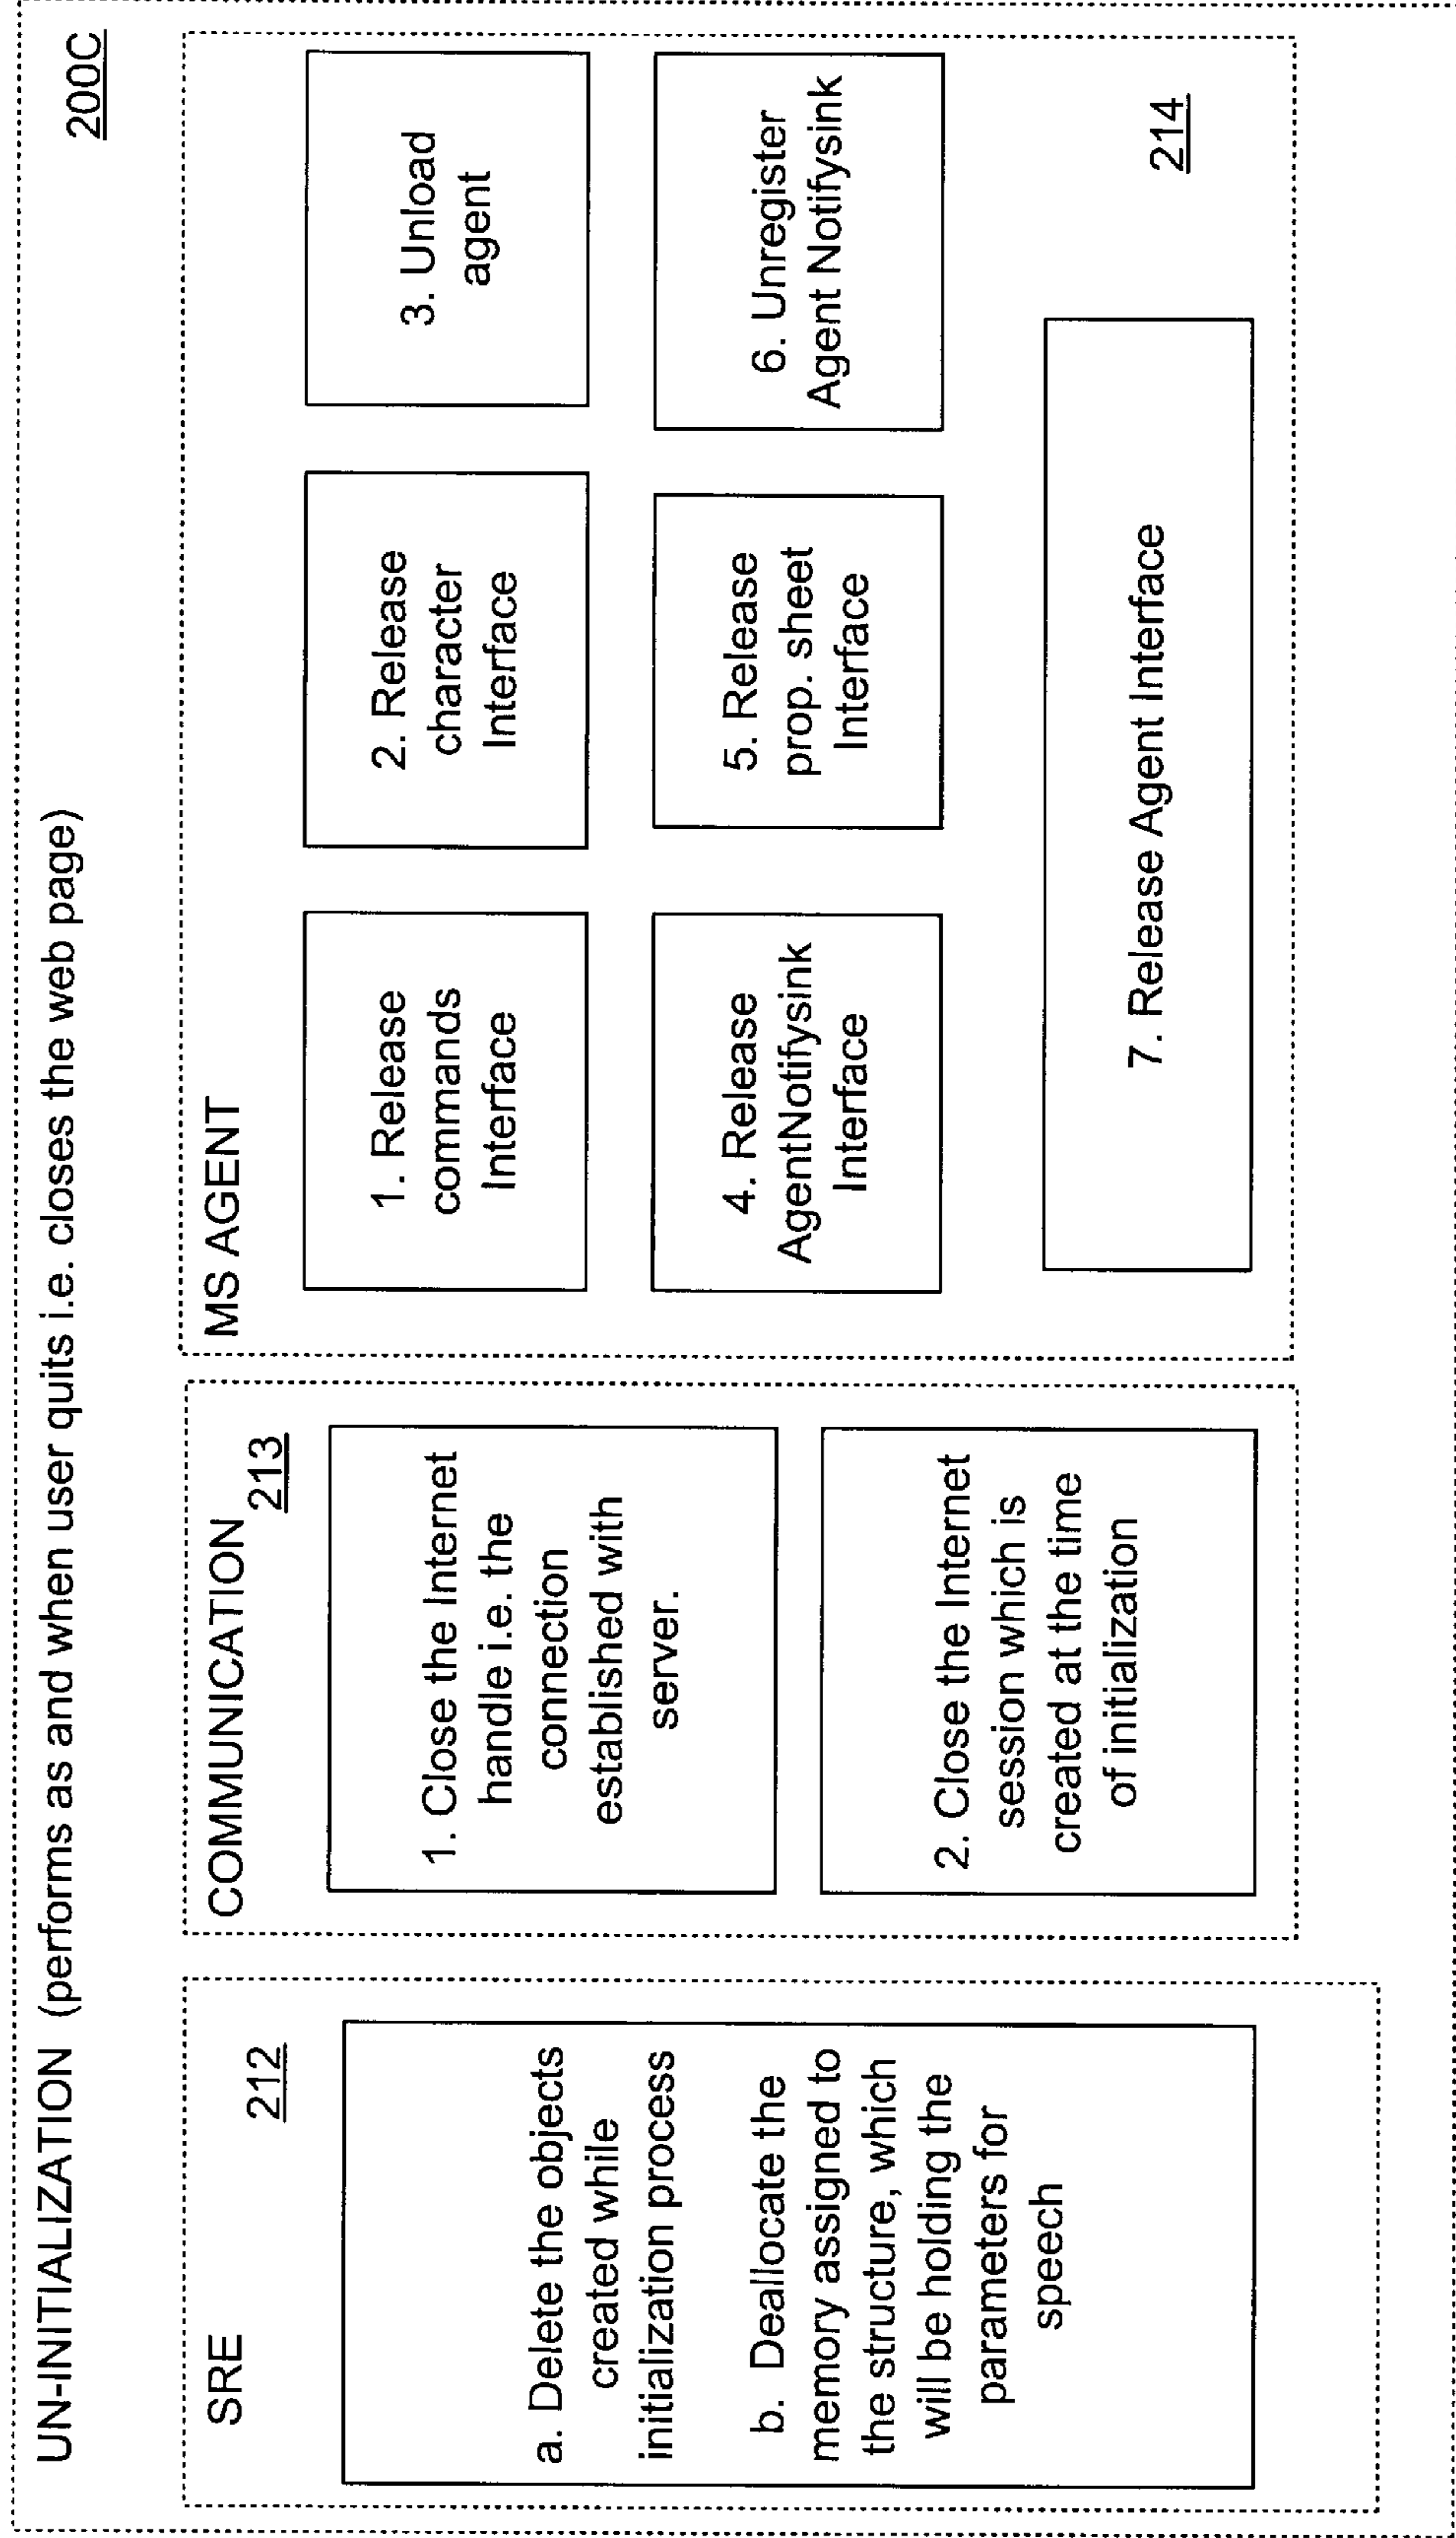 UN-INITIALIZATION (performs as and when user quits i.e. closes the web page)
200C
SRE
212
a. Delete the objects
created while
initialization process
b. Deallocate the
memory assigned to
the structure, which
will be holding the
parameters for
speech
COMMUNICATION
213
1. Close the Internet
handle i.e. the
connection
established with
server.
2. Close the Internet
session which is
created at the time
of initialization
MS AGENT
1. Release
commands
Interface
2. Release
character
Interface
3. Unload
agent
4. Release
AgentNotifysink
Interface
5. Release
prop. sheet
Interface
6. Unregister
Agent Notifysink
7. Release Agent Interface
214